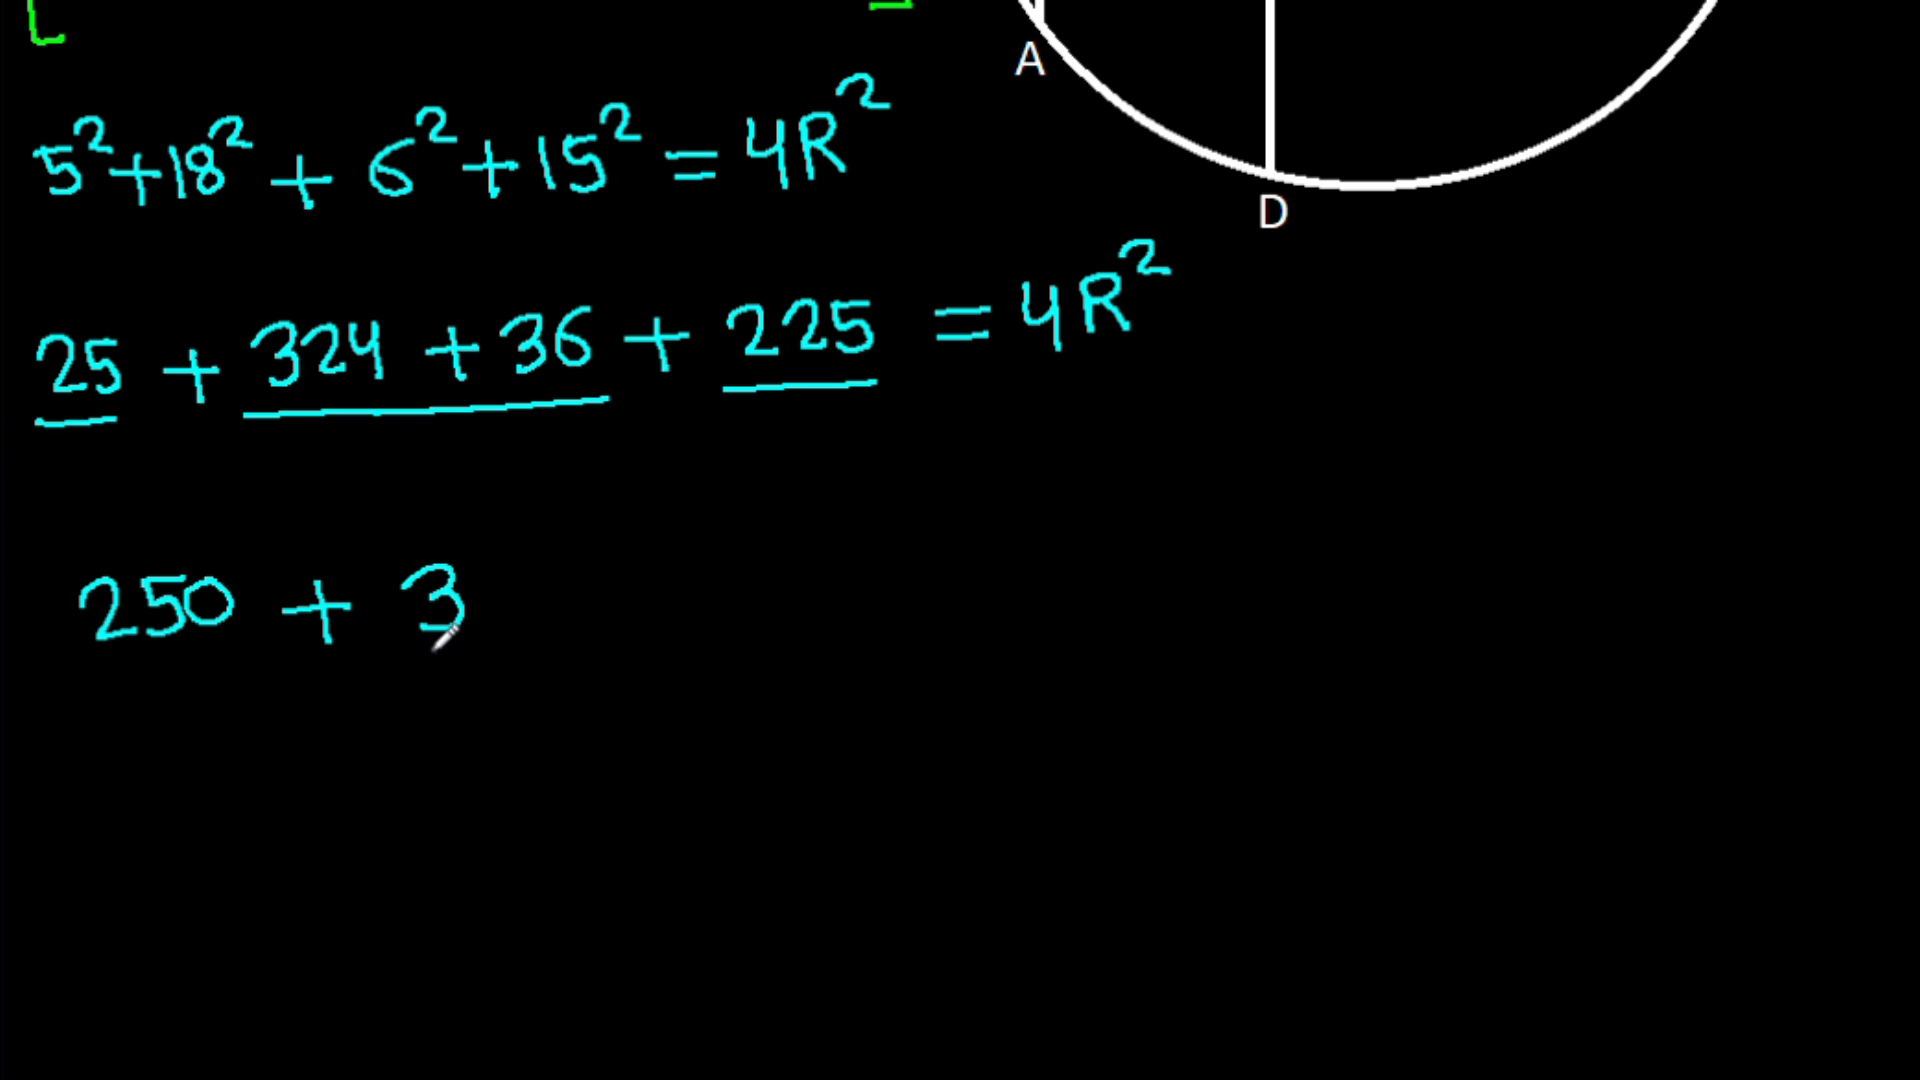 A
5²+18² + 6²+15² = 4R²
D
25 + 324 + 36 + 225 = 4R²
250 + 3